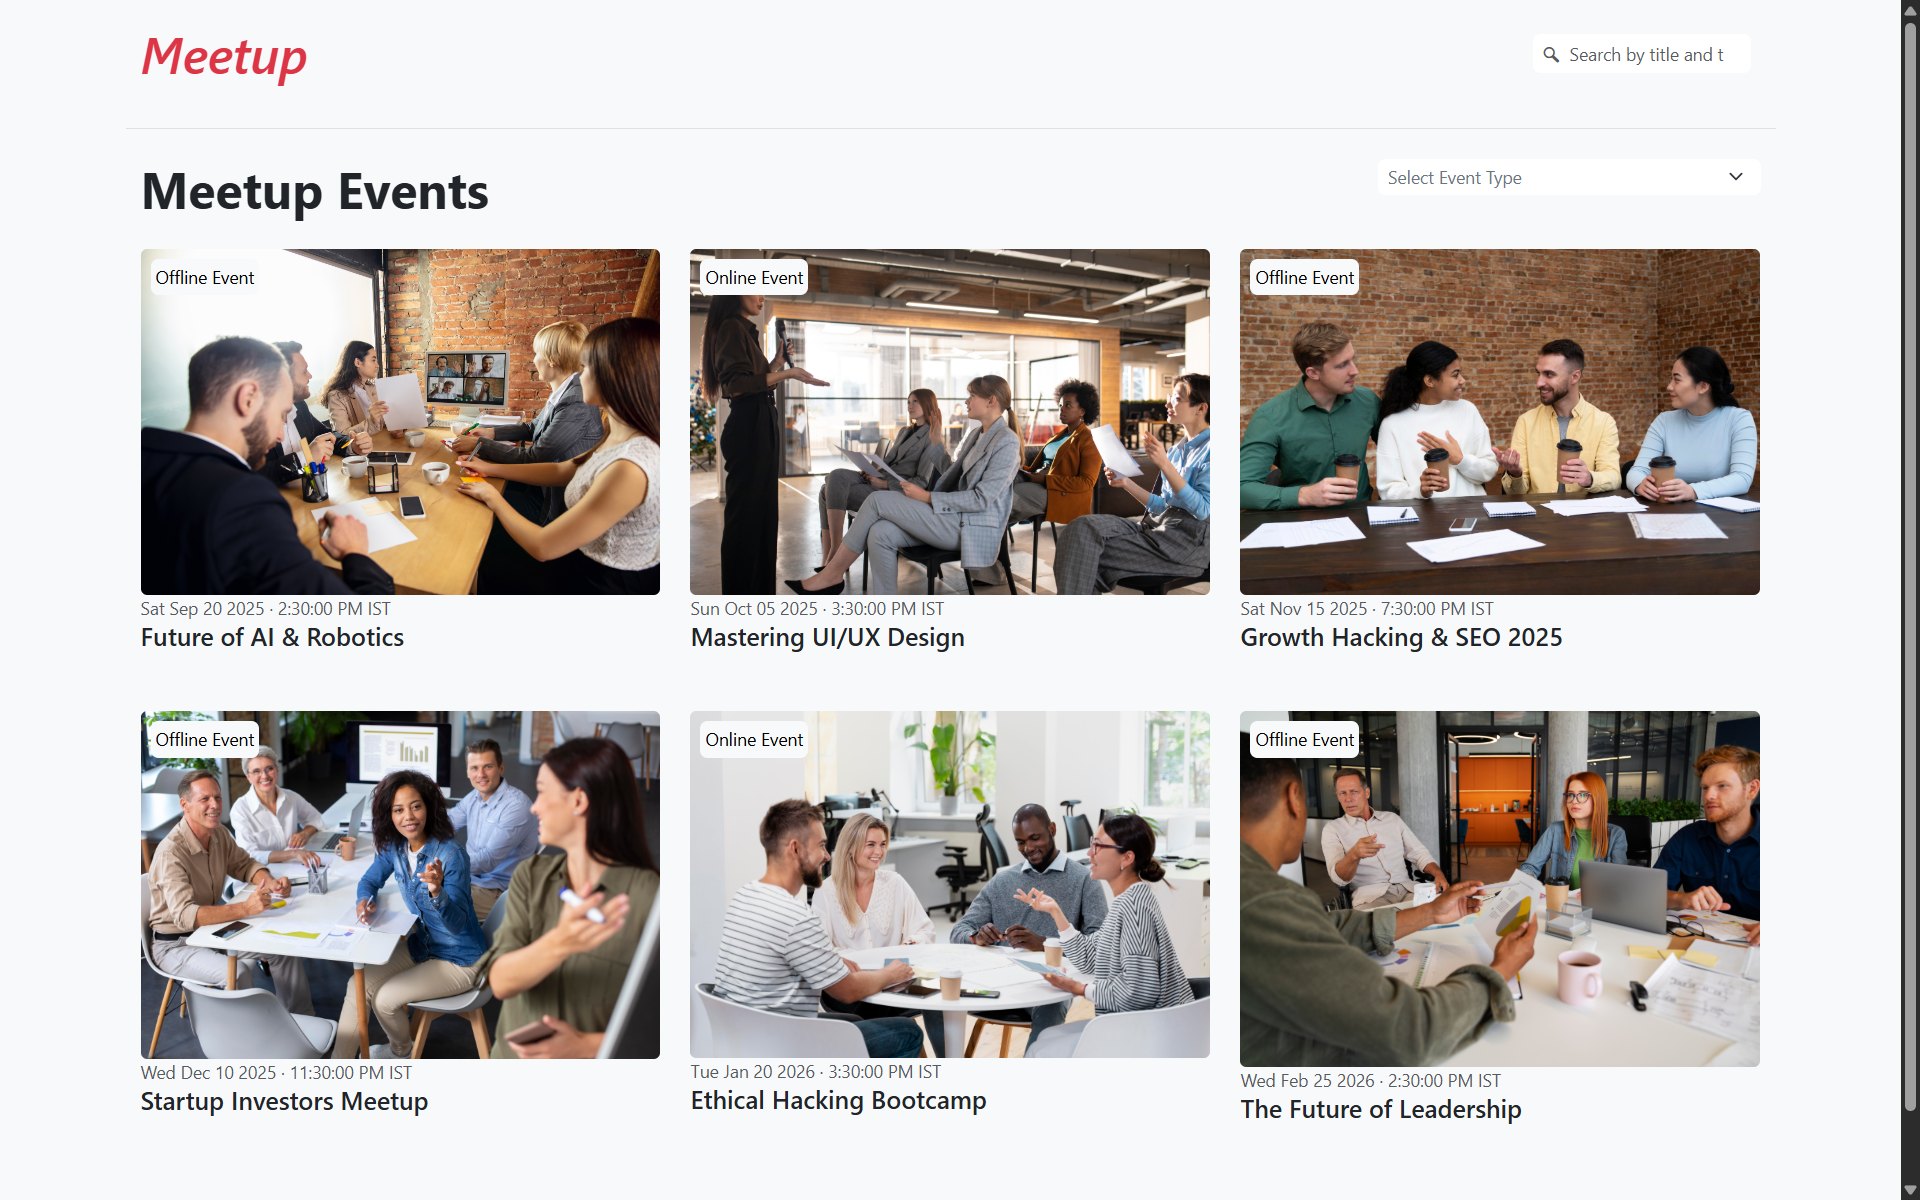 Meetup
Search by title and t
Meetup Events
Select Event Type
Offline Event
Online Event
Offline Event
Sat Sep 20 2025 · 2:30:00 PM IST
Sun Oct 05 2025 · 3:30:00 PM IST
Sat Nov 15 2025 · 7:30:00 PM IST
Future of AI & Robotics
Mastering UI/UX Design
Growth Hacking & SEO 2025
Offline Event
Online Event
Offline Event
Wed Dec 10 2025 · 11:30:00 PM IST
Tue Jan 20 2026 · 3:30:00 PM IST
Wed Feb 25 2026 · 2:30:00 PM IST
Startup Investors Meetup
Ethical Hacking Bootcamp
The Future of Leadership